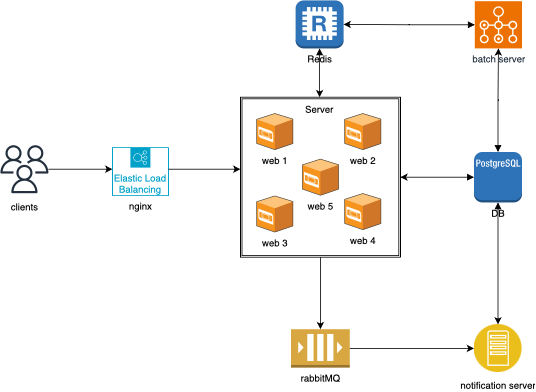 R
Redis
batch server
Server
web 1
web 2
web 5
web 3
web 4
Elastic Load
Balancing
nginx
clients
PostgreSQL
DB
rabbitMQ
notification server